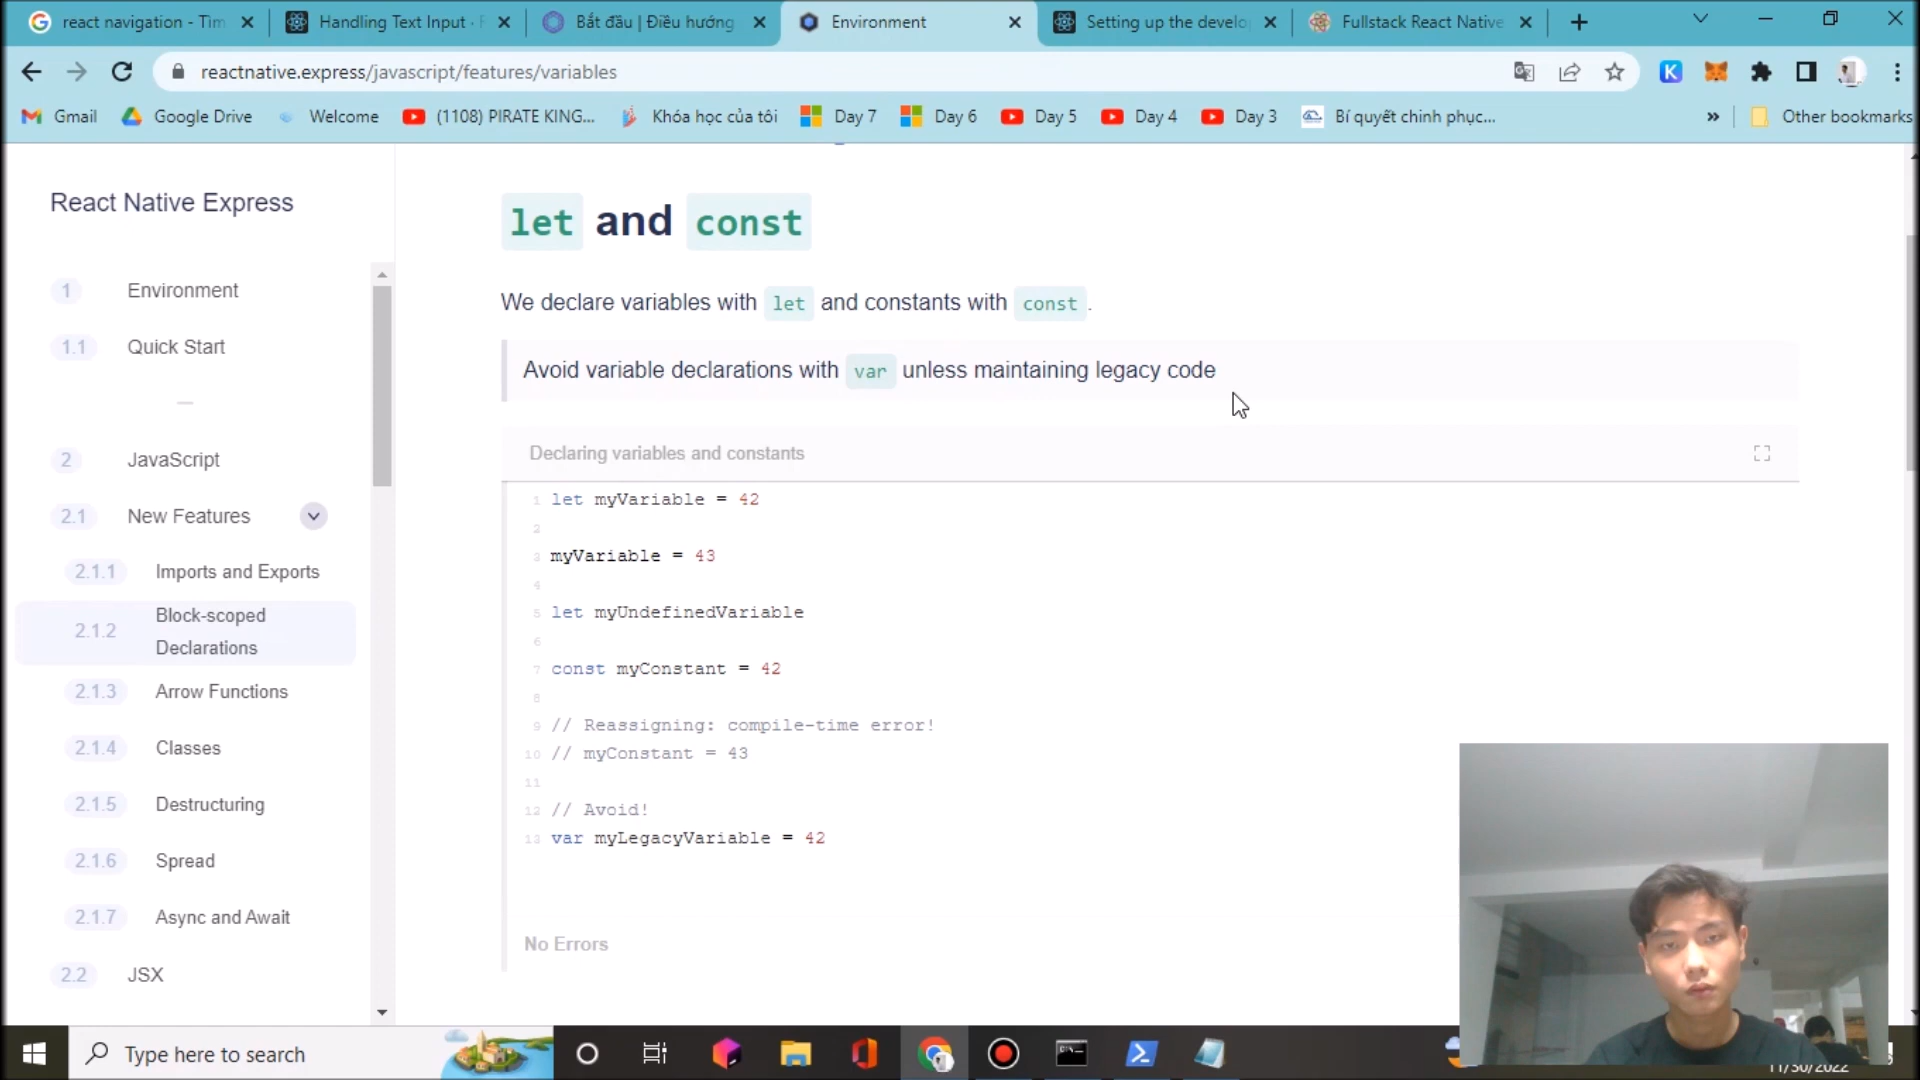 react navigation - Tìm
Handling Text Input ·
Bắt đầu | Điều hướng
Environment
Setting up the develo
Fullstack React Native
reactnative.express/javascript/features/variables
Gmail
Google Drive
Welcome
(1108) PIRATE KING...
Khóa học của tôi
Day 7
Day 6
Day 5
Day 4
Day 3
Bí quyết chinh phục...
»
Other bookmarks
React Native Express
1 Environment
1.1 Quick Start
2 JavaScript
2.1 New Features
2.1.1 Imports and Exports
2.1.2 Block-scoped
Declarations
2.1.3 Arrow Functions
2.1.4 Classes
2.1.5 Destructuring
2.1.6 Spread
2.1.7 Async and Await
2.2 JSX
let and const
We declare variables with let and constants with const.
Avoid variable declarations with var unless maintaining legacy code
Declaring variables and constants
1 let myVariable = 42
2
3 myVariable = 43
4
5 let myUndefinedVariable
6
7 const myConstant = 42
8
9 // Reassigning: compile-time error!
10 // myConstant = 43
11
12 // Avoid!
13 var myLegacyVariable = 42
No Errors
Type here to search
11/30/2022